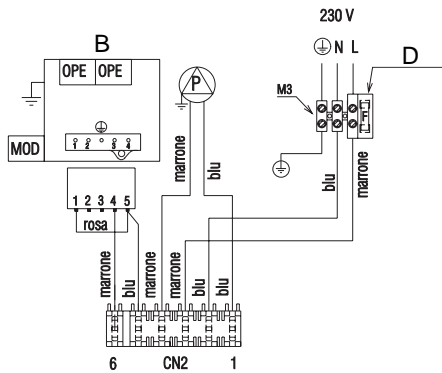 230 V
B
N L
D
OPE OPE
P
M3
F
1 2 3 4
MOD
marrone
blu
blu
marrone
1 2 3 4 5
rosa
marrone
blu
marrone
marrone
blu
blu
6 CN2 1